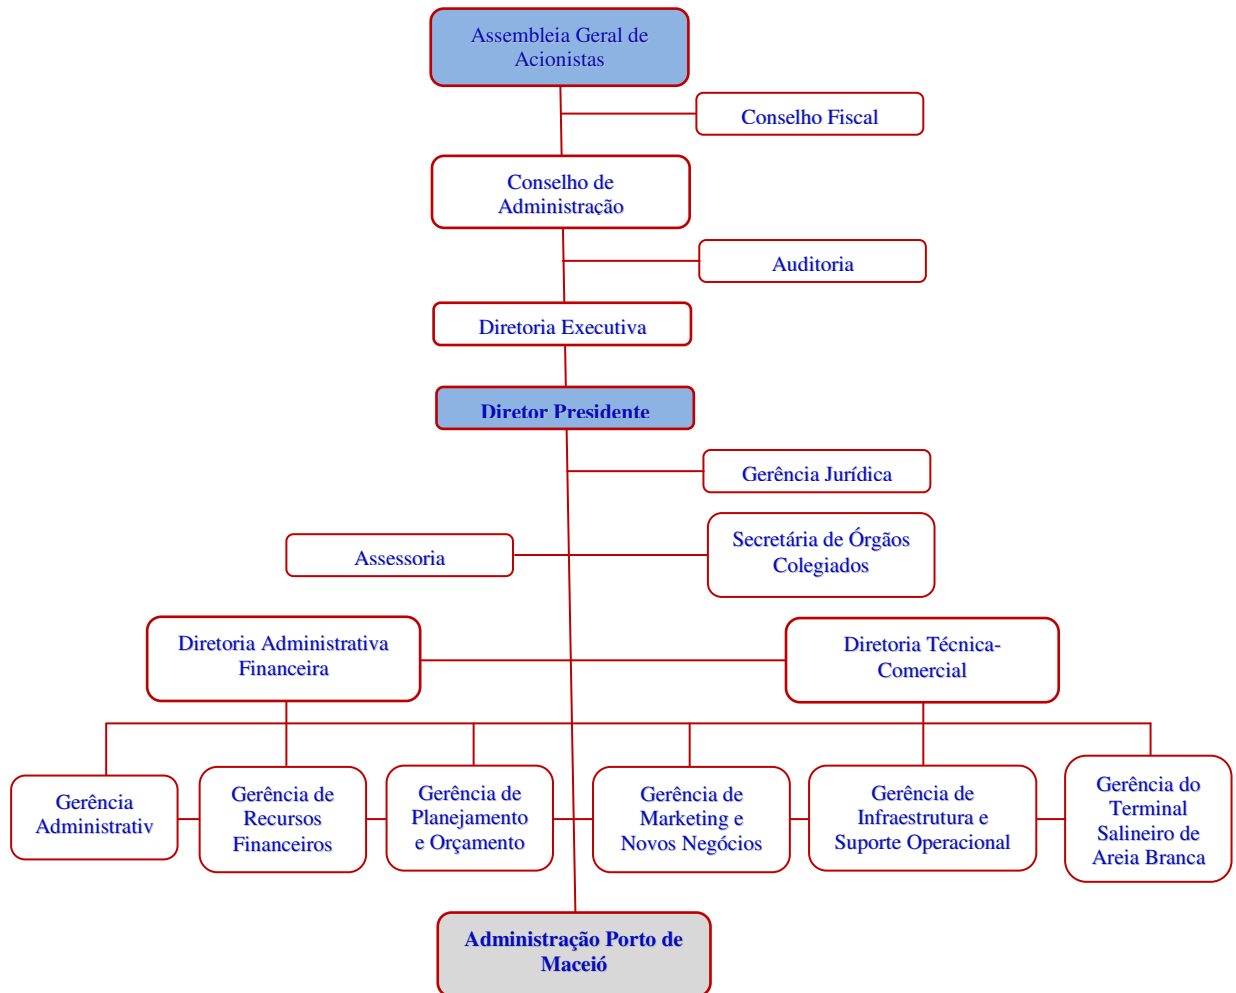 Assembleia Geral de
Acionistas
Conselho Fiscal
Conselho de
Administração
Auditoria
Diretoria Executiva
Diretor Presidente
Gerência Jurídica
Assessoria
Secretária de Órgãos
Colegiados
Diretoria Administrativa
Financeira
Diretoria Técnica-
Comercial
Gerência
Administrativ
Gerência de
Recursos
Financeiros
Gerência de
Planejamento
e Orçamento
Gerência de
Marketing e
Novos Negócios
Gerência de
Infraestrutura e
Suporte Operacional
Gerência do
Terminal
Salineiro de
Areia Branca
Administração Porto de
Maceió